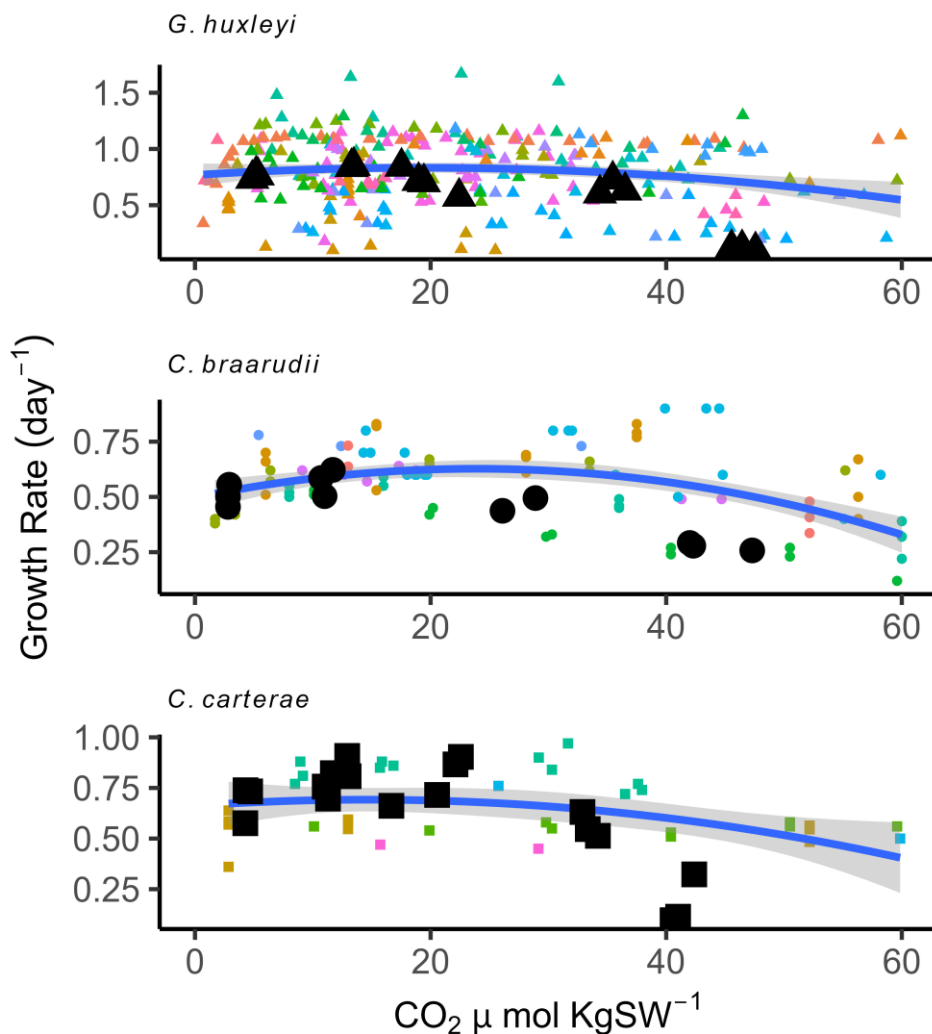 G. huxleyi
1.5
1.0
0.5
0 20 40 60
C. braarudii
0.75
0.50
0.25
0 20 40 60
C. carterae
1.00
0.75
0.50
0.25
0 20 40 60
Growth Rate (day⁻¹)
CO₂ μ mol KgSW⁻¹